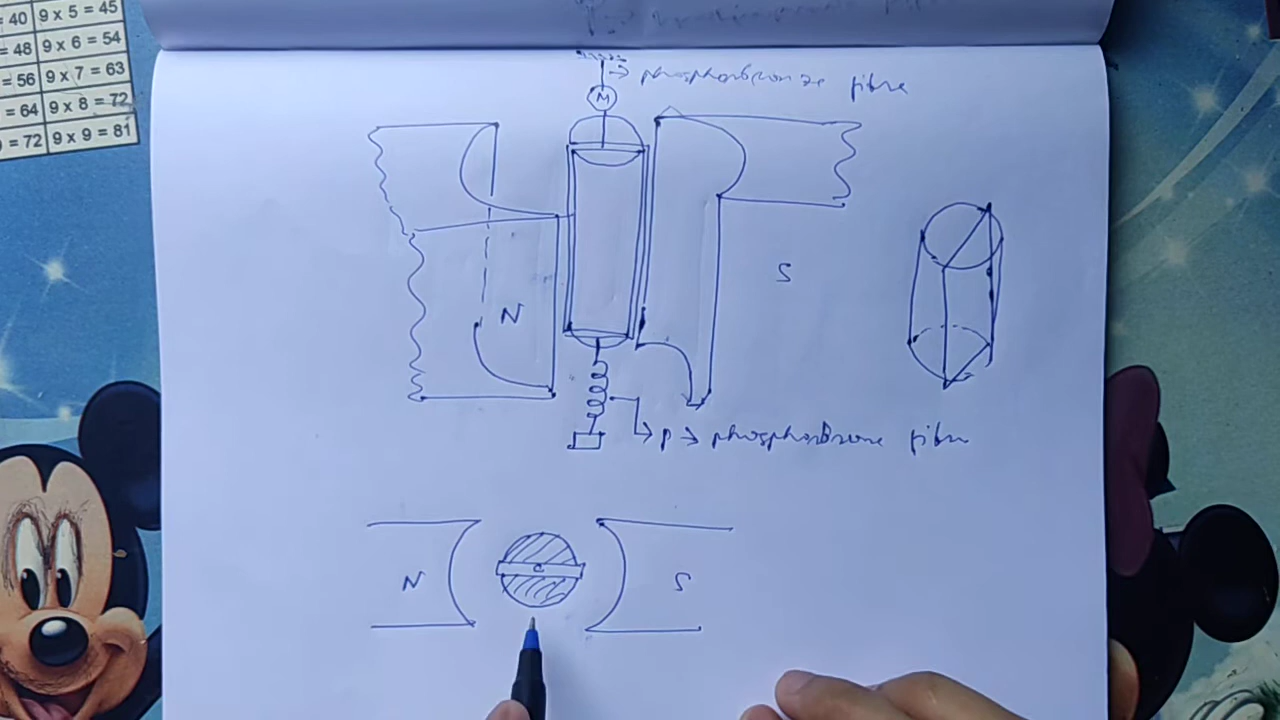 = 40 9 x 5 = 45
= 48 9 x 6 = 54
= 56 9 x 7 = 63
= 64 9 x 8 = 72
= 72 9 x 9 = 81
→ phosphorbronze fibre
M
N
S
P → phosphorbronze fibre
N
C
S